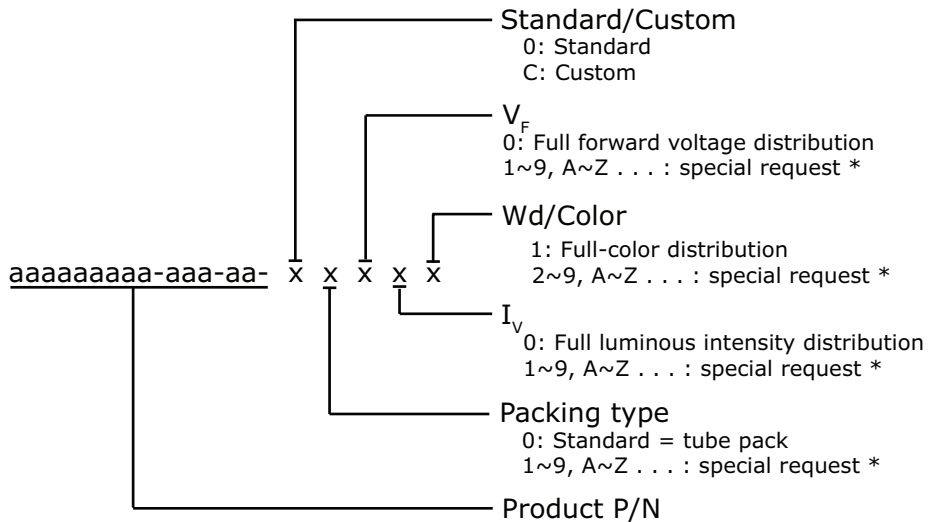 Standard/Custom
0: Standard
C: Custom
VF
0: Full forward voltage distribution
1~9, A~Z . . . : special request *
Wd/Color
1: Full-color distribution
2~9, A~Z . . . : special request *
aaaaaaaaa-aaa-aa- x x x x x
IV
0: Full luminous intensity distribution
1~9, A~Z . . . : special request *
Packing type
0: Standard = tube pack
1~9, A~Z . . . : special request *
Product P/N